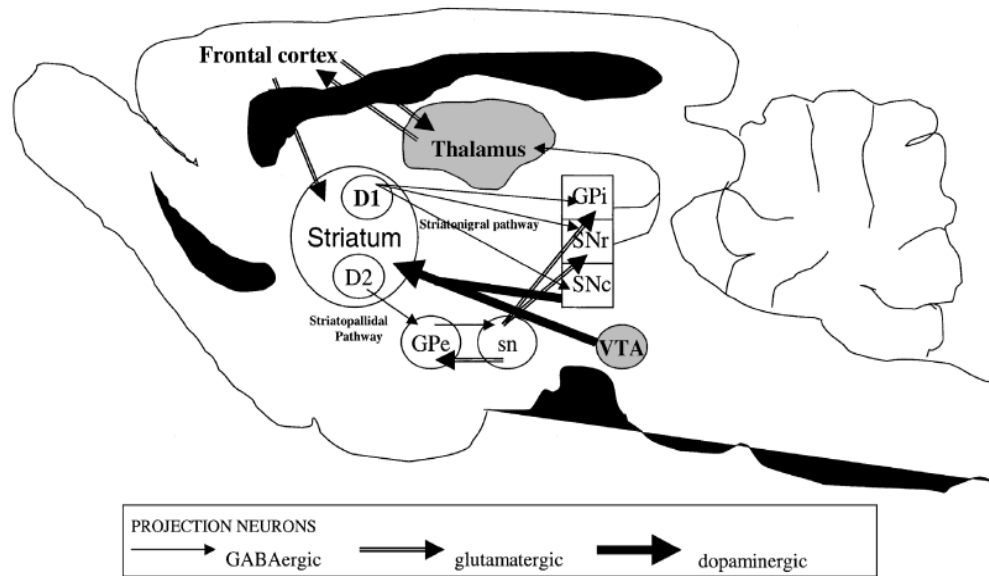 Frontal cortex
Thalamus
D1
GPi
Striatonigral pathway
Striatum
SNr
D2
SNc
Striatopallidal
Pathway
GPe
sn
VTA
PROJECTION NEURONS
GABAergic
glutamatergic
dopaminergic